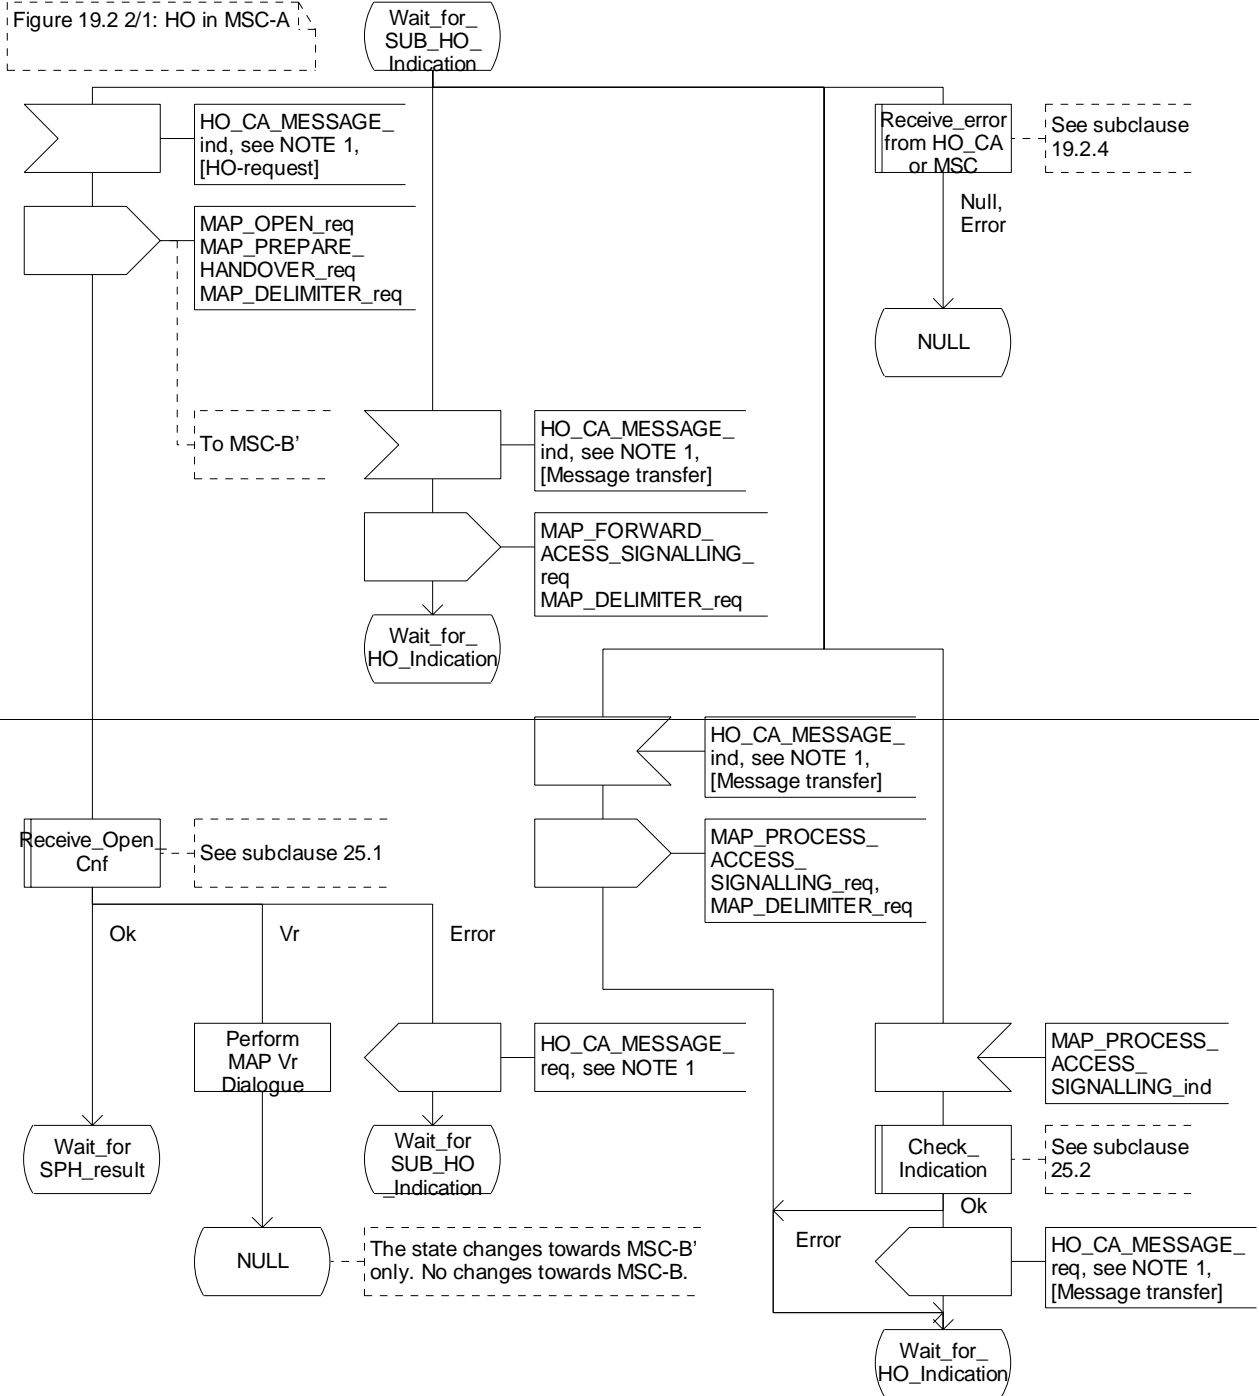 Figure 19.2 2/1: HO in MSC-A
Wait_for_
SUB_HO_
Indication
HO_CA_MESSAGE_
ind, see NOTE 1,
[HO-request]
Receive_error
from HO_CA
or MSC
See subclause
19.2.4
MAP_OPEN_req
MAP_PREPARE_
HANDOVER_req
MAP_DELIMITER_req
Null,
Error
NULL
To MSC-B’
HO_CA_MESSAGE_
ind, see NOTE 1,
[Message transfer]
MAP_FORWARD_
ACESS_SIGNALLING_
req
MAP_DELIMITER_req
Wait_for_
HO_Indication
HO_CA_MESSAGE_
ind, see NOTE 1,
[Message transfer]
Receive_Open_
Cnf
See subclause 25.1
MAP_PROCESS_
ACCESS_
SIGNALLING_req,
MAP_DELIMITER_req
Ok
Vr
Error
Perform
MAP Vr
Dialogue
HO_CA_MESSAGE_
req, see NOTE 1
MAP_PROCESS_
ACCESS_
SIGNALLING_ind
Wait_for
SPH_result
Wait_for
SUB_HO
_Indication
Check_
Indication
See subclause
25.2
Ok
Error
NULL
The state changes towards MSC-B’
only. No changes towards MSC-B.
HO_CA_MESSAGE_
req, see NOTE 1,
[Message transfer]
Wait_for_
HO_Indication